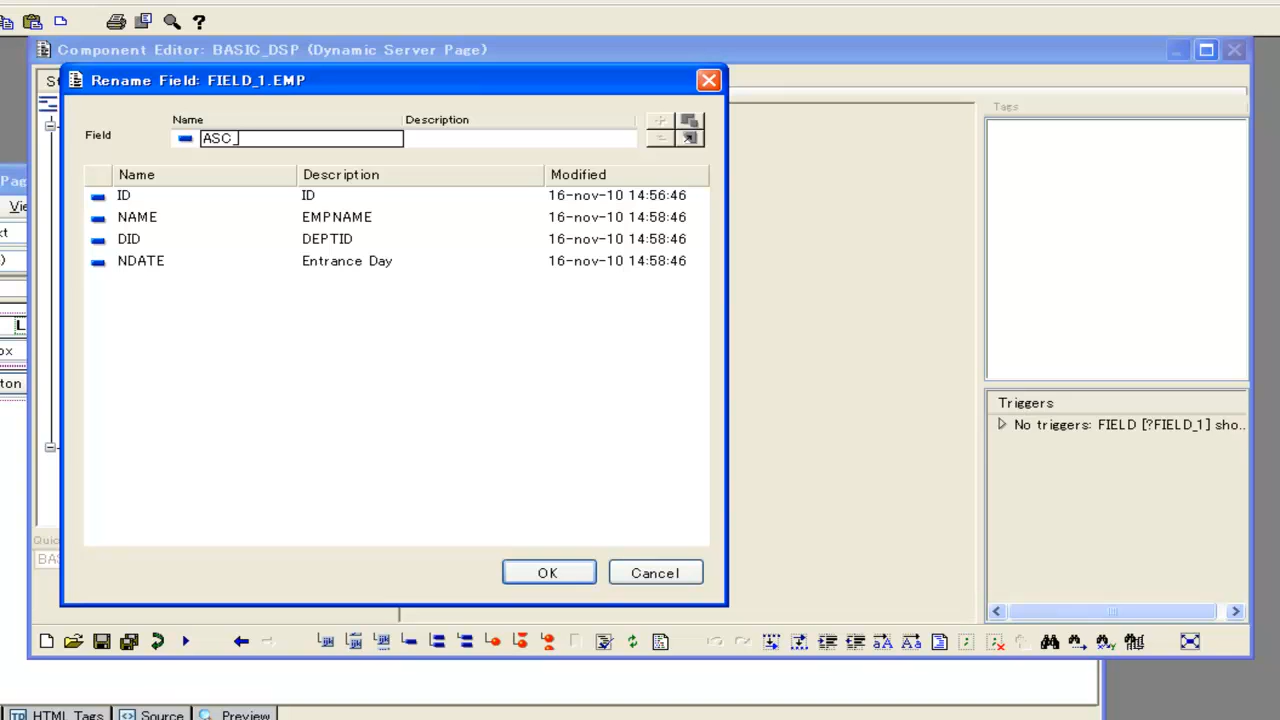 Component Editor: BASIC_DSP (Dynamic Server Page)
Rename Field: FIELD_1.EMP
Tags
Name Description
Field ASC_
Name Description Modified
ID ID 16-nov-10 14:56:46
NAME EMPNAME 16-nov-10 14:58:46
DID DEPTID 16-nov-10 14:58:46
NDATE Entrance Day 16-nov-10 14:58:46
Triggers
No triggers: FIELD [?FIELD_1] sho..
OK Cancel
HTML Tags Source Preview